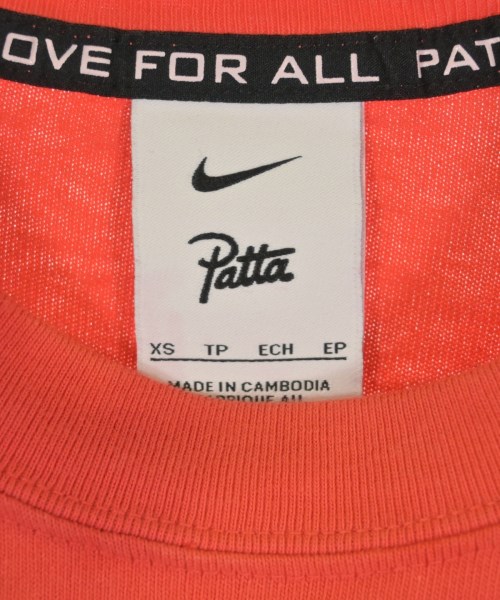 OVE FOR ALL PAT
Patta
XS TP ECH EP
MADE IN CAMBODIA